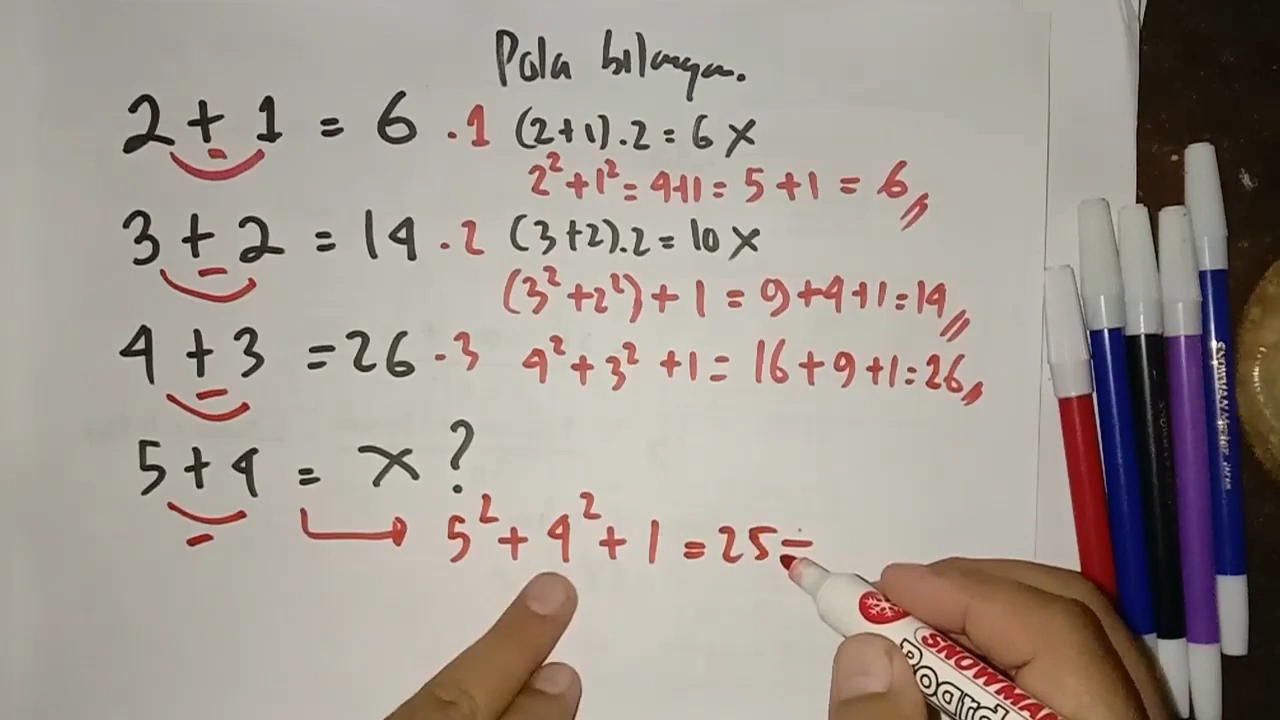 Pola bilangan.
2 + 1 = 6 .1 (2+1).2 = 6 X
2² + 1² = 4+1 = 5 + 1 = 6,,
3 + 2 = 14 .2 (3+2).2 = 10 X
(3² + 2²) + 1 = 9+4+1 = 14,,
4 + 3 = 26 .3 4² + 3² + 1 = 16 + 9 + 1 = 26,,
5 + 4 = x ?
5² + 4² + 1 = 25 =
SNOWMAN
Board
SNOWMAN Marker